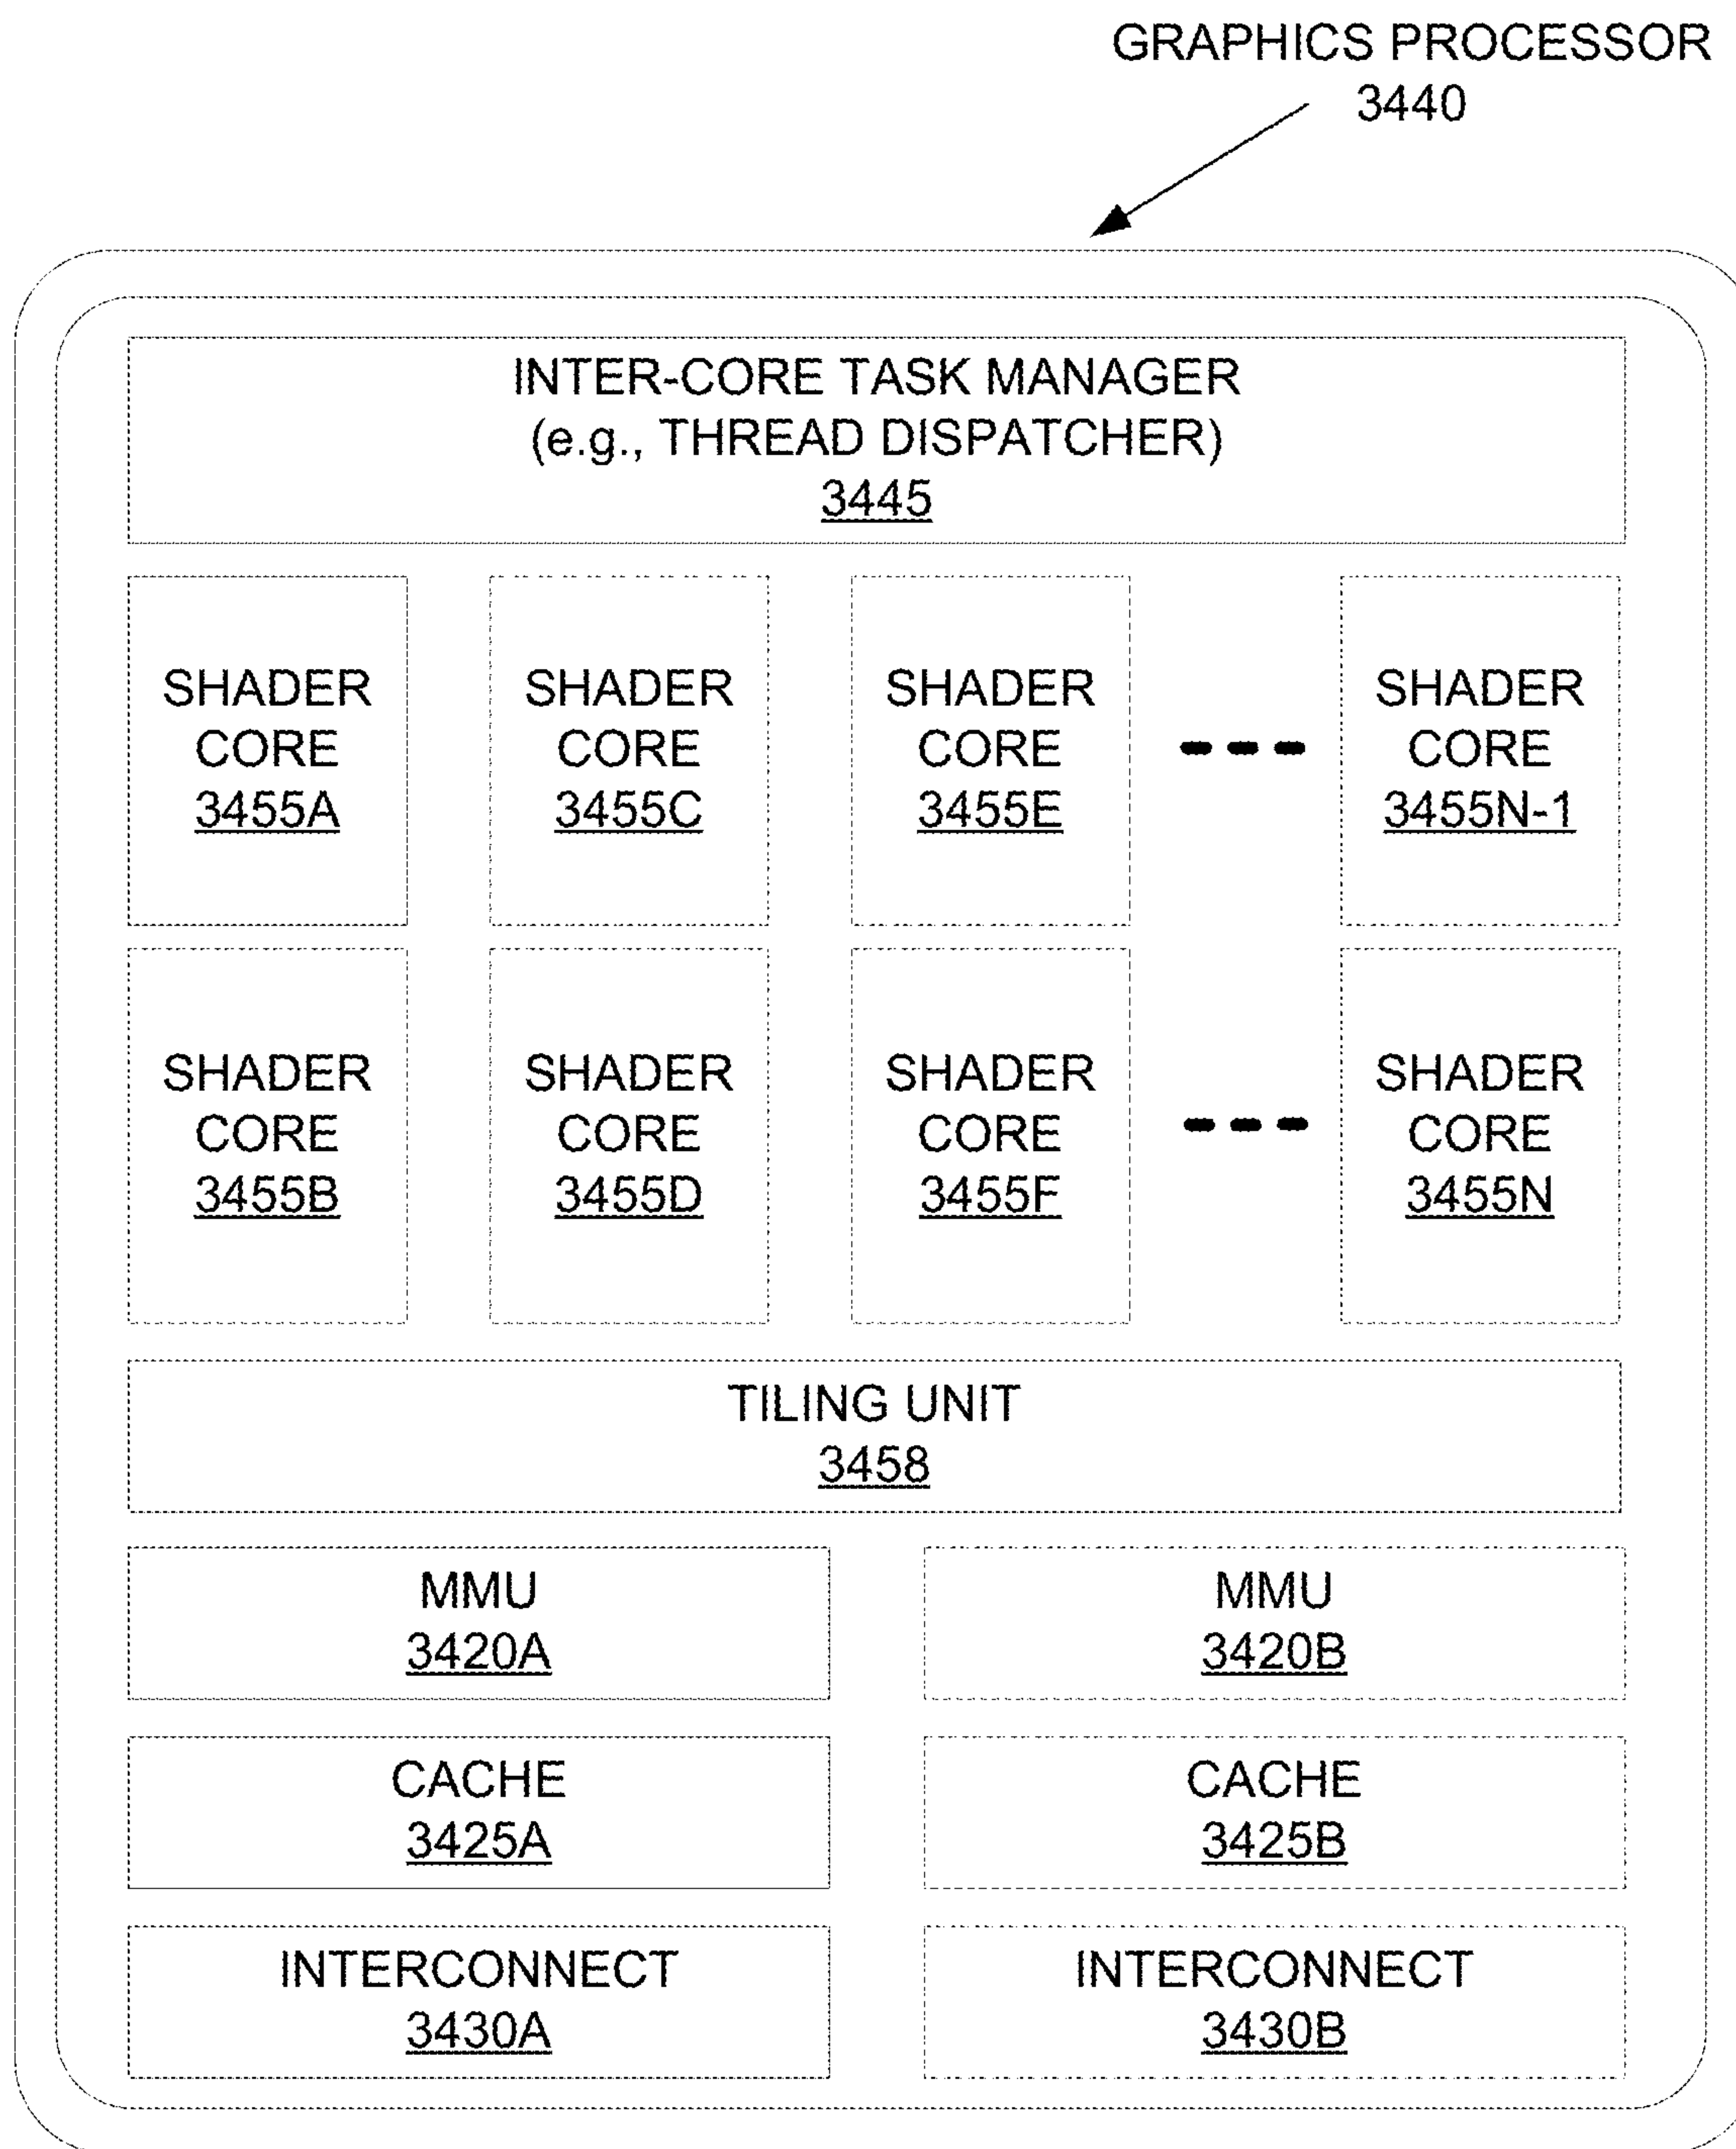 GRAPHICS PROCESSOR
3440
INTER-CORE TASK MANAGER
(e.g., THREAD DISPATCHER)
3445
SHADER
CORE
3455A
SHADER
CORE
3455C
SHADER
CORE
3455E
SHADER
CORE
3455N-1
SHADER
CORE
3455B
SHADER
CORE
3455D
SHADER
CORE
3455F
SHADER
CORE
3455N
TILING UNIT
3458
MMU
3420A
MMU
3420B
CACHE
3425A
CACHE
3425B
INTERCONNECT
3430A
INTERCONNECT
3430B